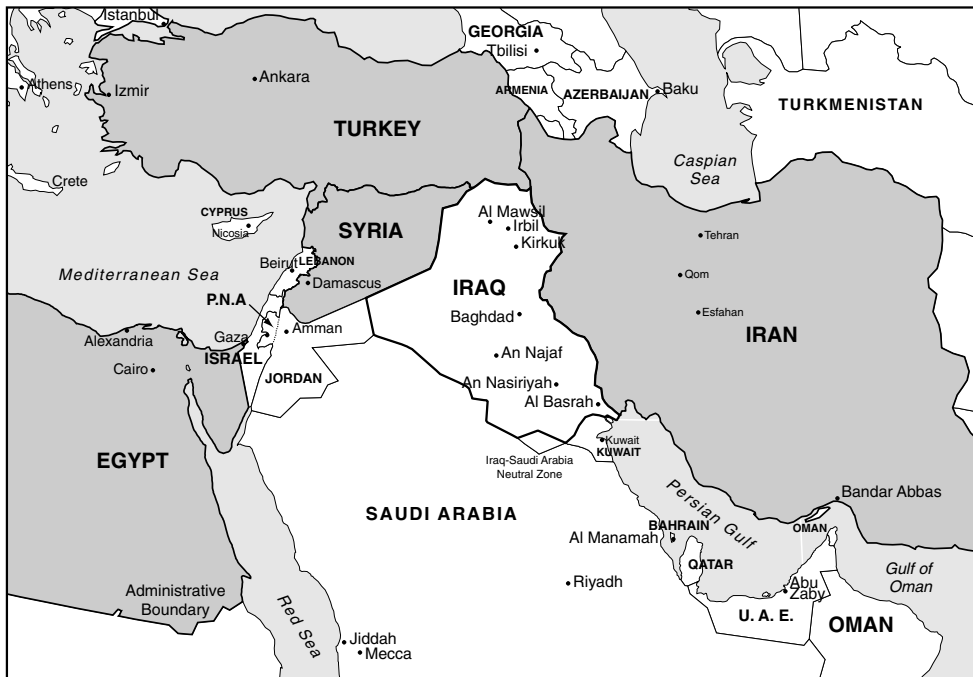 Istanbul
GEORGIA
Tbilisi
Athens
Izmir
Ankara
ARMENIA
AZERBAIJAN
Baku
TURKMENISTAN
TURKEY
Caspian
Sea
Crete
CYPRUS
Nicosia
SYRIA
Al Mawsil
Irbil
Kirkuk
Tehran
Mediterranean Sea
Beirut
LEBANON
Damascus
Qom
P.N.A
IRAQ
Baghdad
Esfahan
IRAN
Alexandria
Gaza
Amman
ISRAEL
Cairo
JORDAN
An Najaf
An Nasiriyah
Al Basrah
EGYPT
Kuwait
KUWAIT
Iraq-Saudi Arabia
Neutral Zone
SAUDI ARABIA
Persian Gulf
Bandar Abbas
BAHRAIN
OMAN
Al Manamah
QATAR
Gulf of
Oman
Administrative
Boundary
Red Sea
Riyadh
Abu
Zaby
U. A. E.
OMAN
Jiddah
Mecca